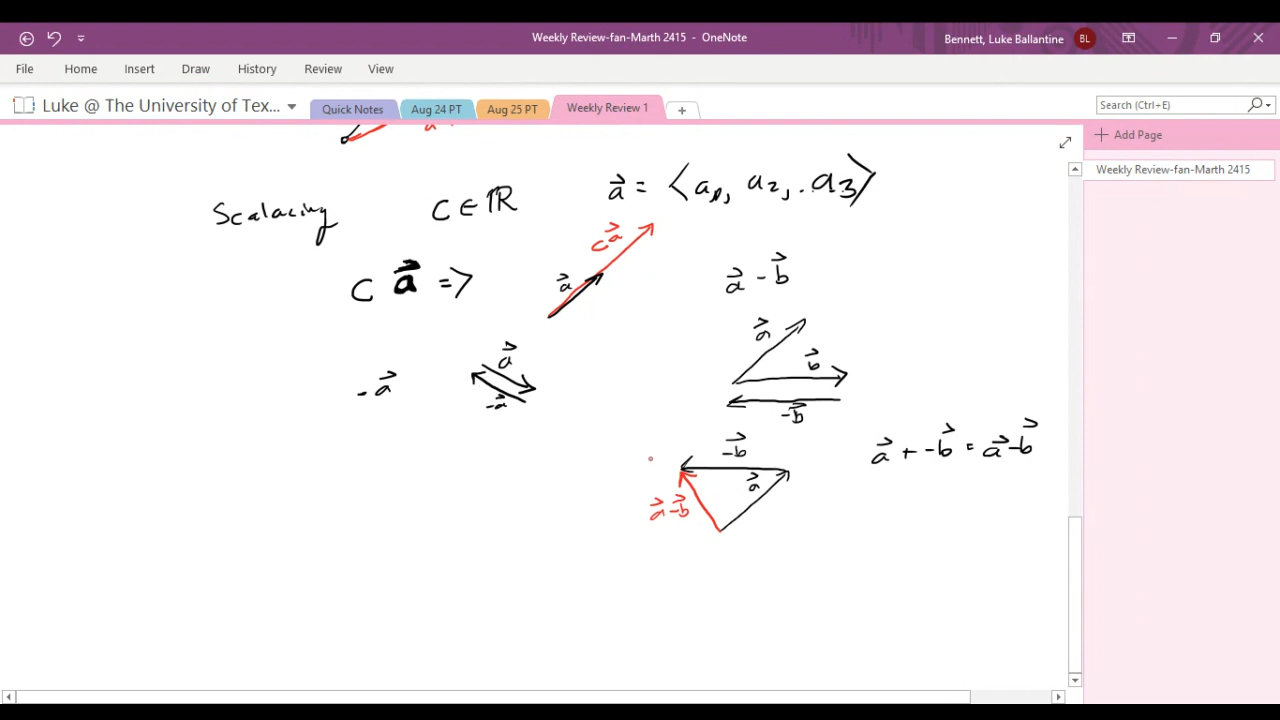 Weekly Review-fan-Marth 2415 - OneNote
Bennett, Luke Ballantine BL
File Home Insert Draw History Review View
Luke @ The University of Tex... Quick Notes Aug 24 PT Aug 25 PT Weekly Review 1 +
Search (Ctrl+E)
Add Page
Weekly Review-fan-Marth 2415
Scalacing c ∈ ℝ a⃗ = ⟨a₁, a₂, a₃⟩
c a⃗ =>
a⃗ c a⃗
a⃗ - b⃗
-a⃗
a⃗
-a⃗
a⃗
b⃗
-b⃗
-b⃗
a⃗
a⃗-b⃗
a⃗ + -b⃗ = a⃗-b⃗